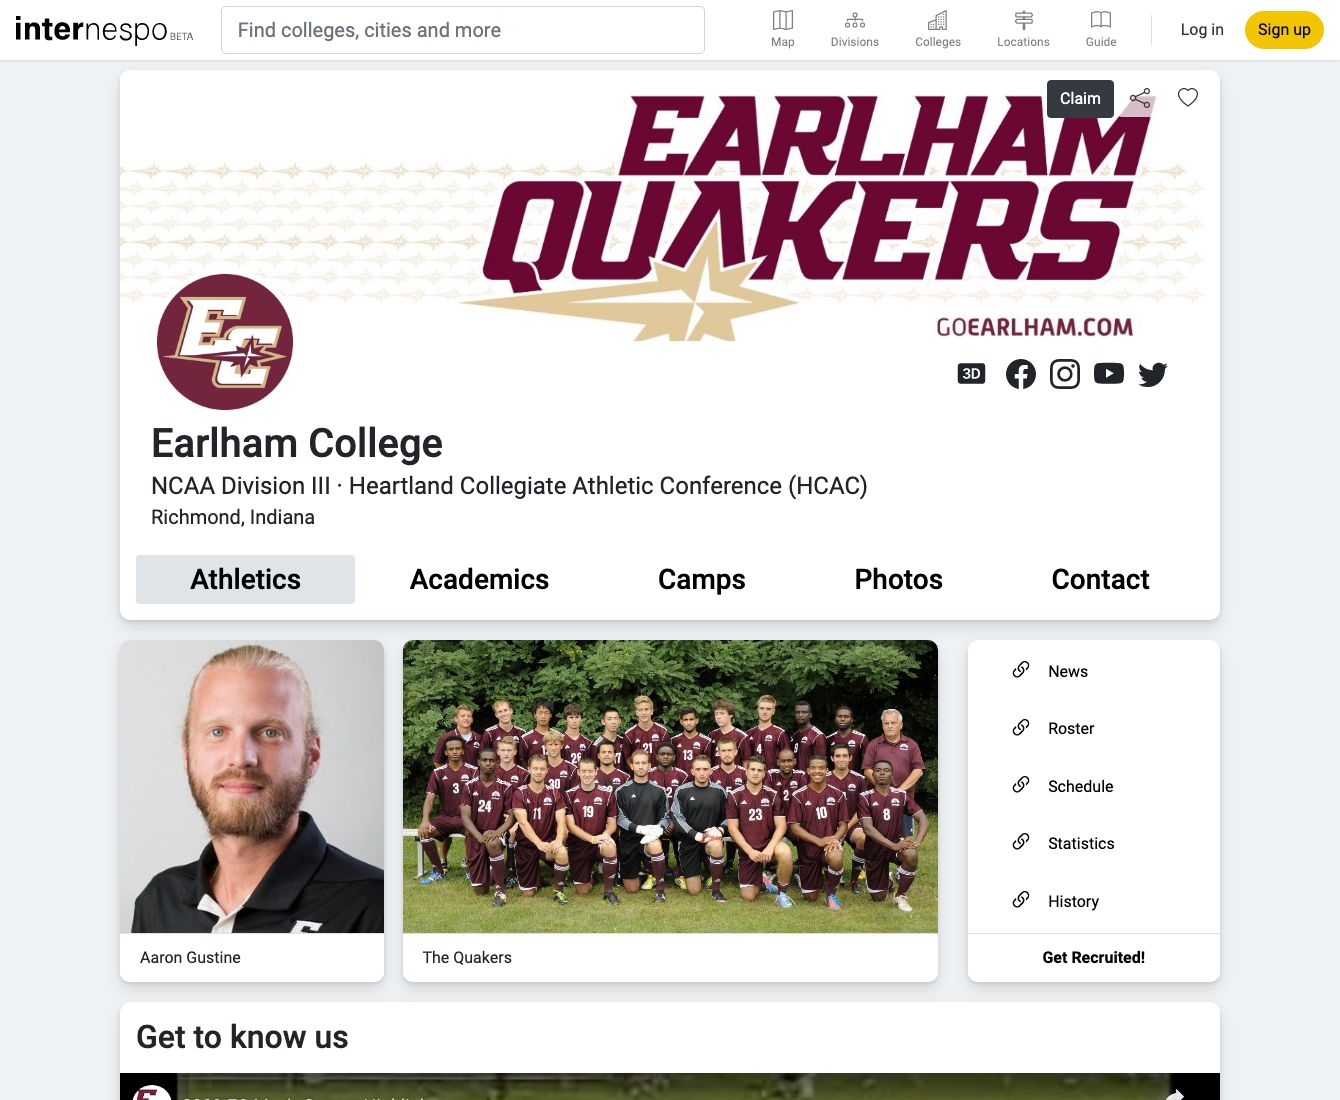 internespo BETA
Find colleges, cities and more
Map
Divisions
Colleges
Locations
Guide
Log in
Sign up
Claim
EARLHAM
QUAKERS
GOEARLHAM.COM
EC
3D
Earlham College
NCAA Division III · Heartland Collegiate Athletic Conference (HCAC)
Richmond, Indiana
Athletics
Academics
Camps
Photos
Contact
Aaron Gustine
The Quakers
News
Roster
Schedule
Statistics
History
Get Recruited!
Get to know us